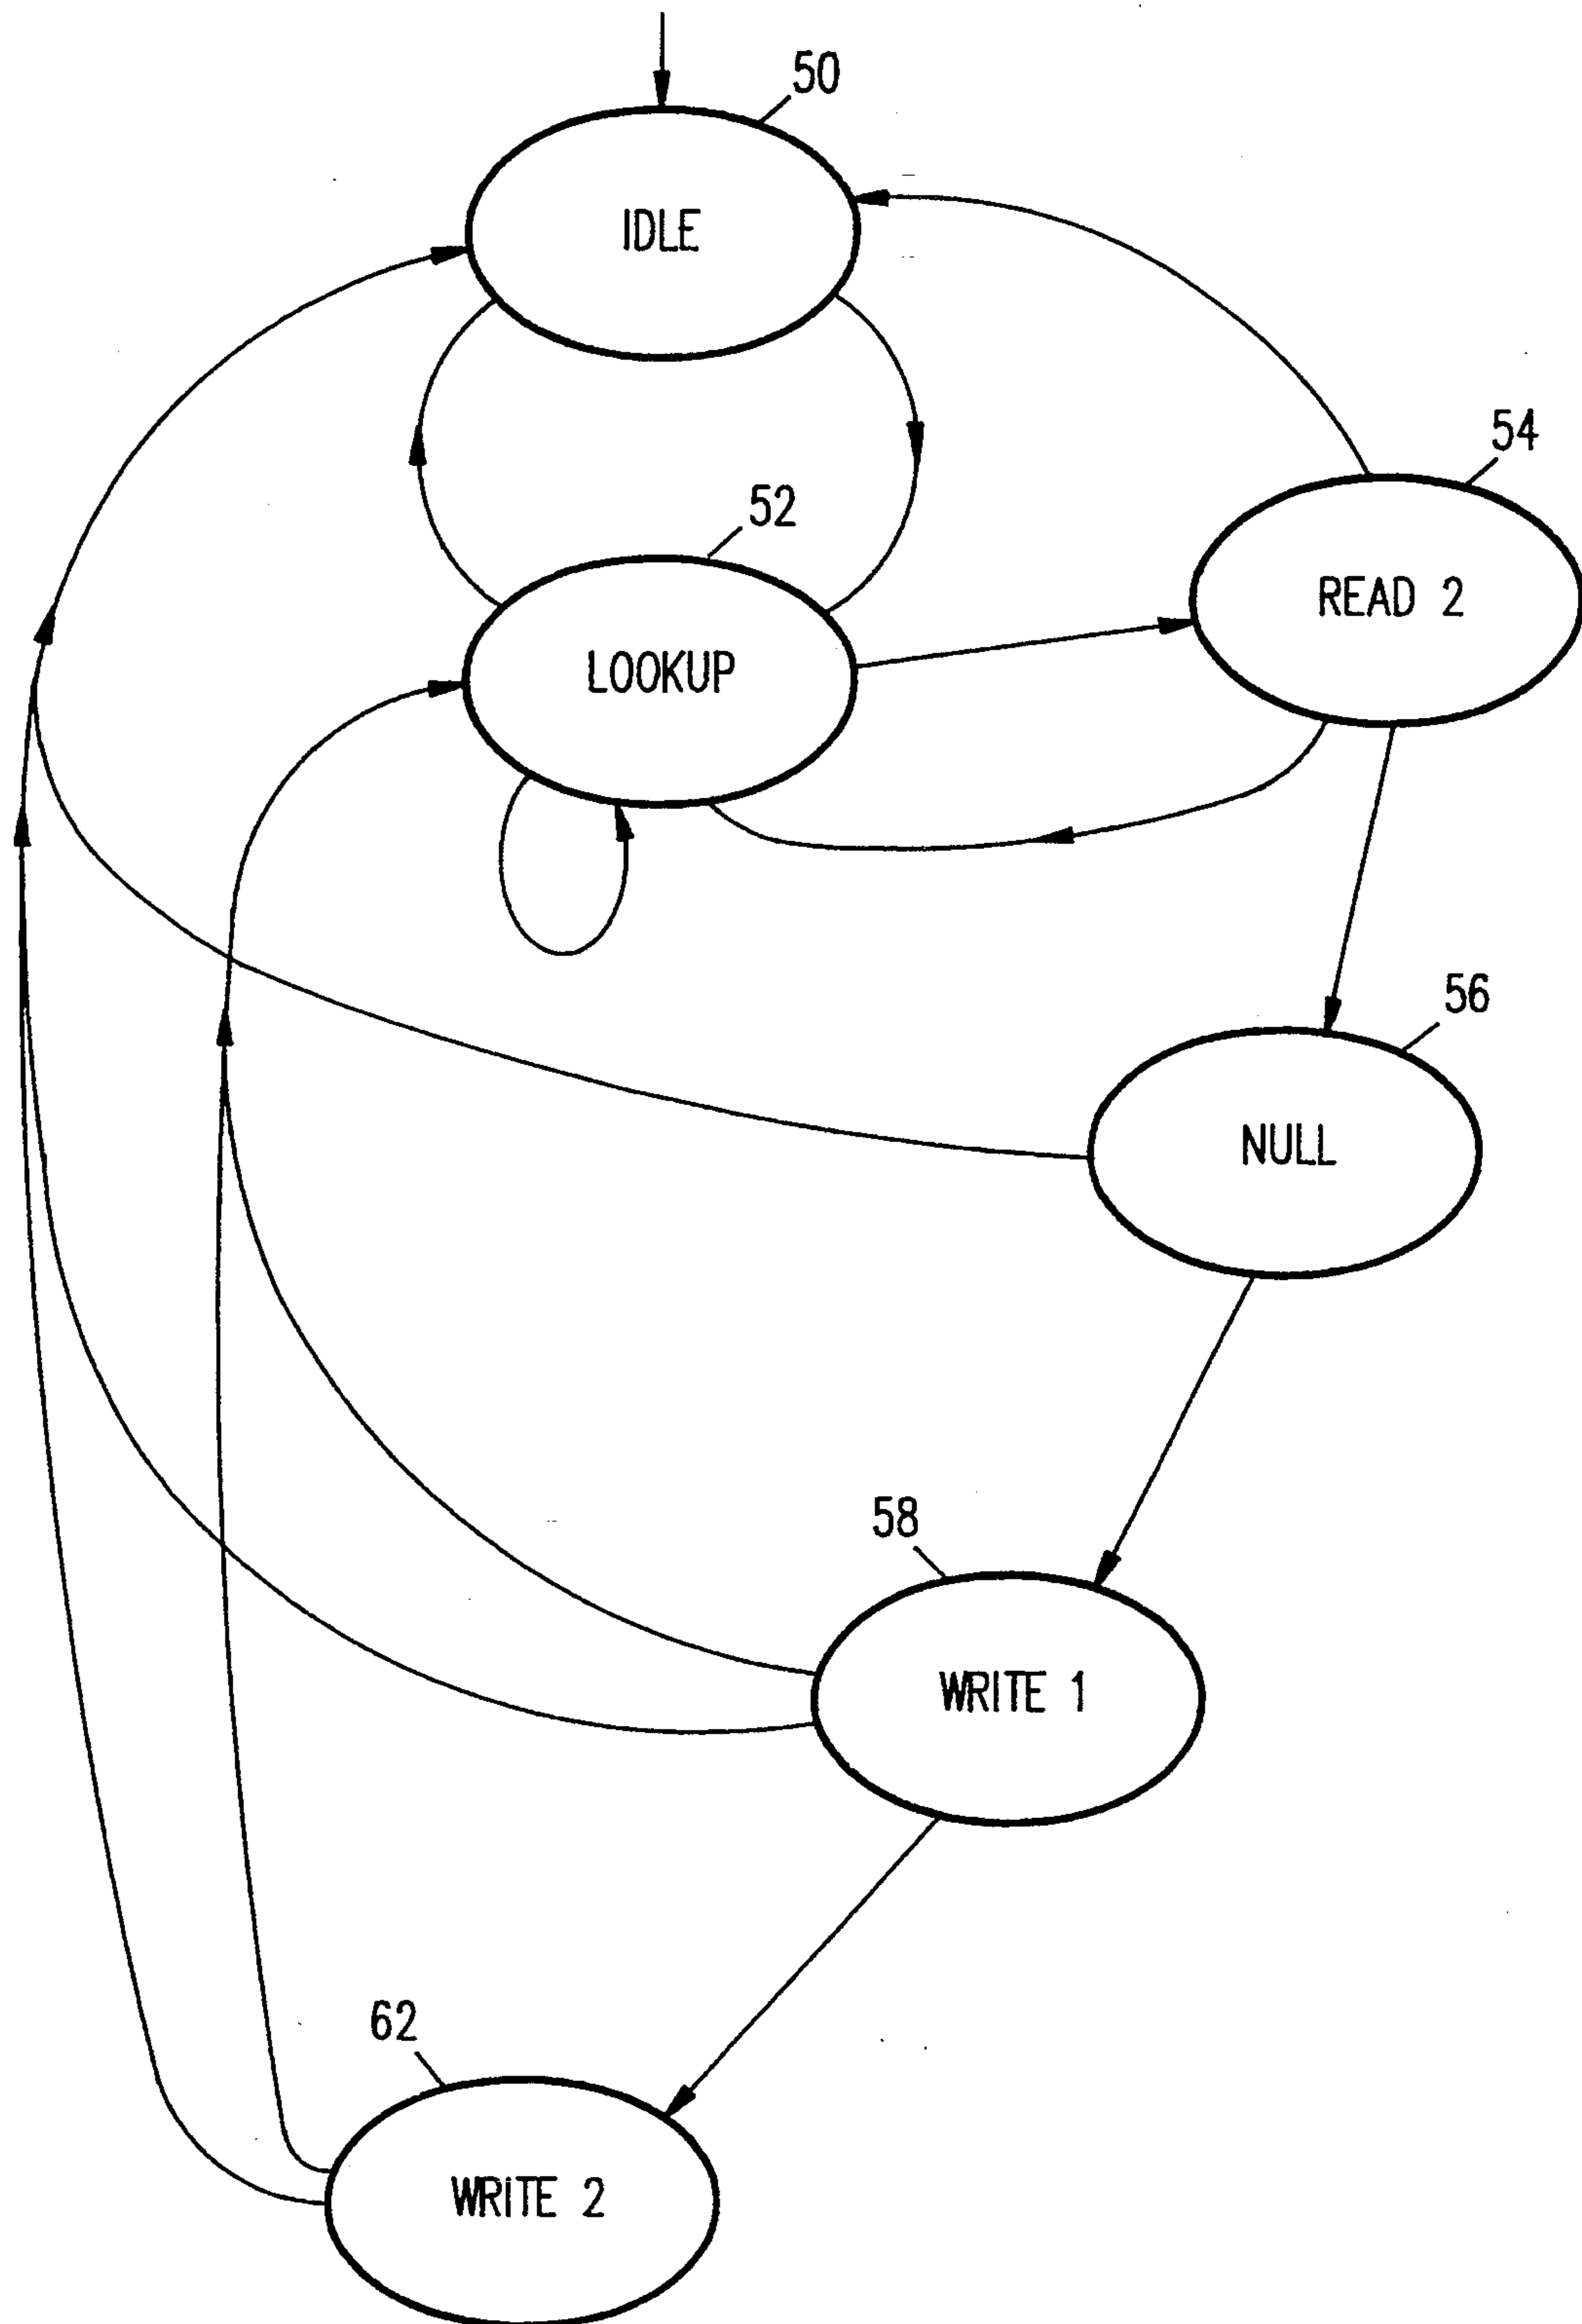 50
IDLE
54
52
READ 2
LOOKUP
56
NULL
58
WRITE 1
62
WRITE 2